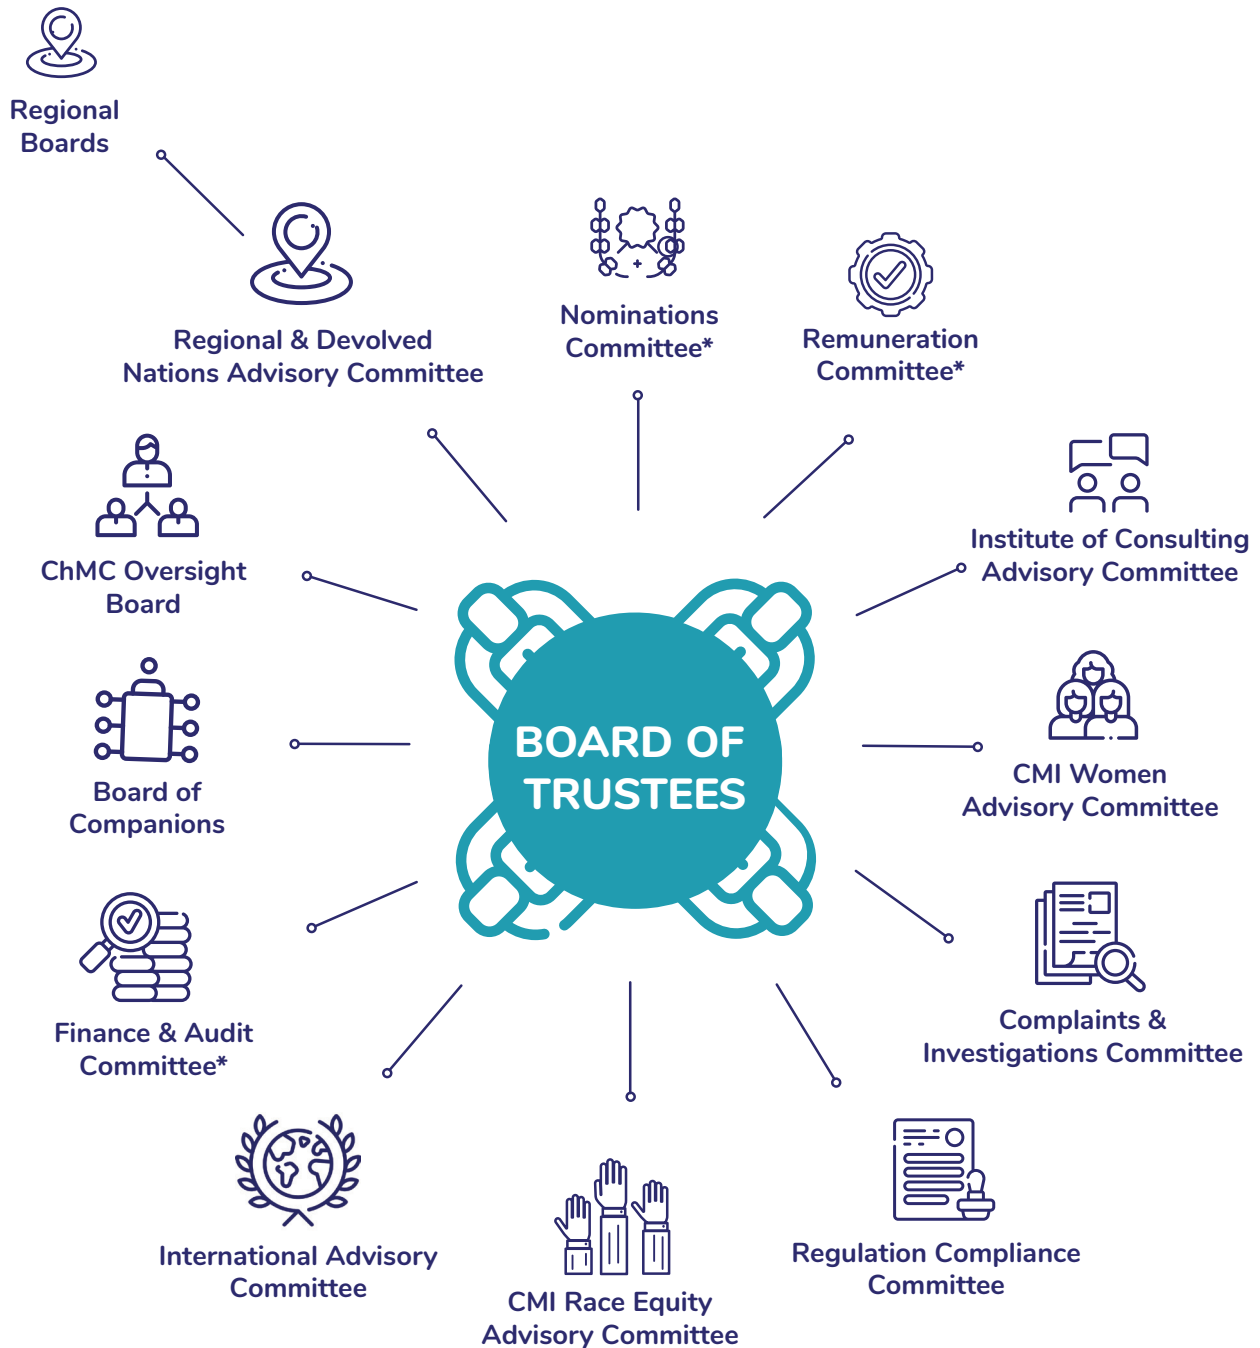 Regional
Boards
Regional & Devolved
Nations Advisory Committee
Nominations
Committee*
Remuneration
Committee*
Institute of Consulting
Advisory Committee
ChMC Oversight
Board
CMI Women
Advisory Committee
BOARD OF
TRUSTEES
Board of
Companions
Finance & Audit
Committee*
Complaints &
Investigations Committee
International Advisory
Committee
CMI Race Equity
Advisory Committee
Regulation Compliance
Committee